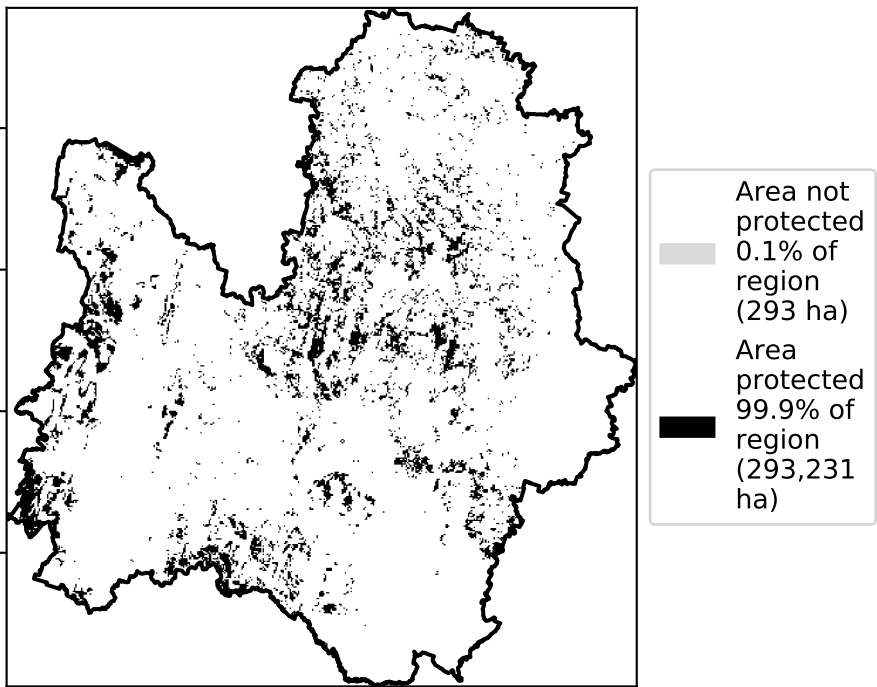 Area not
protected
0.1% of
region
(293 ha)
Area
protected
99.9% of
region
(293,231
ha)